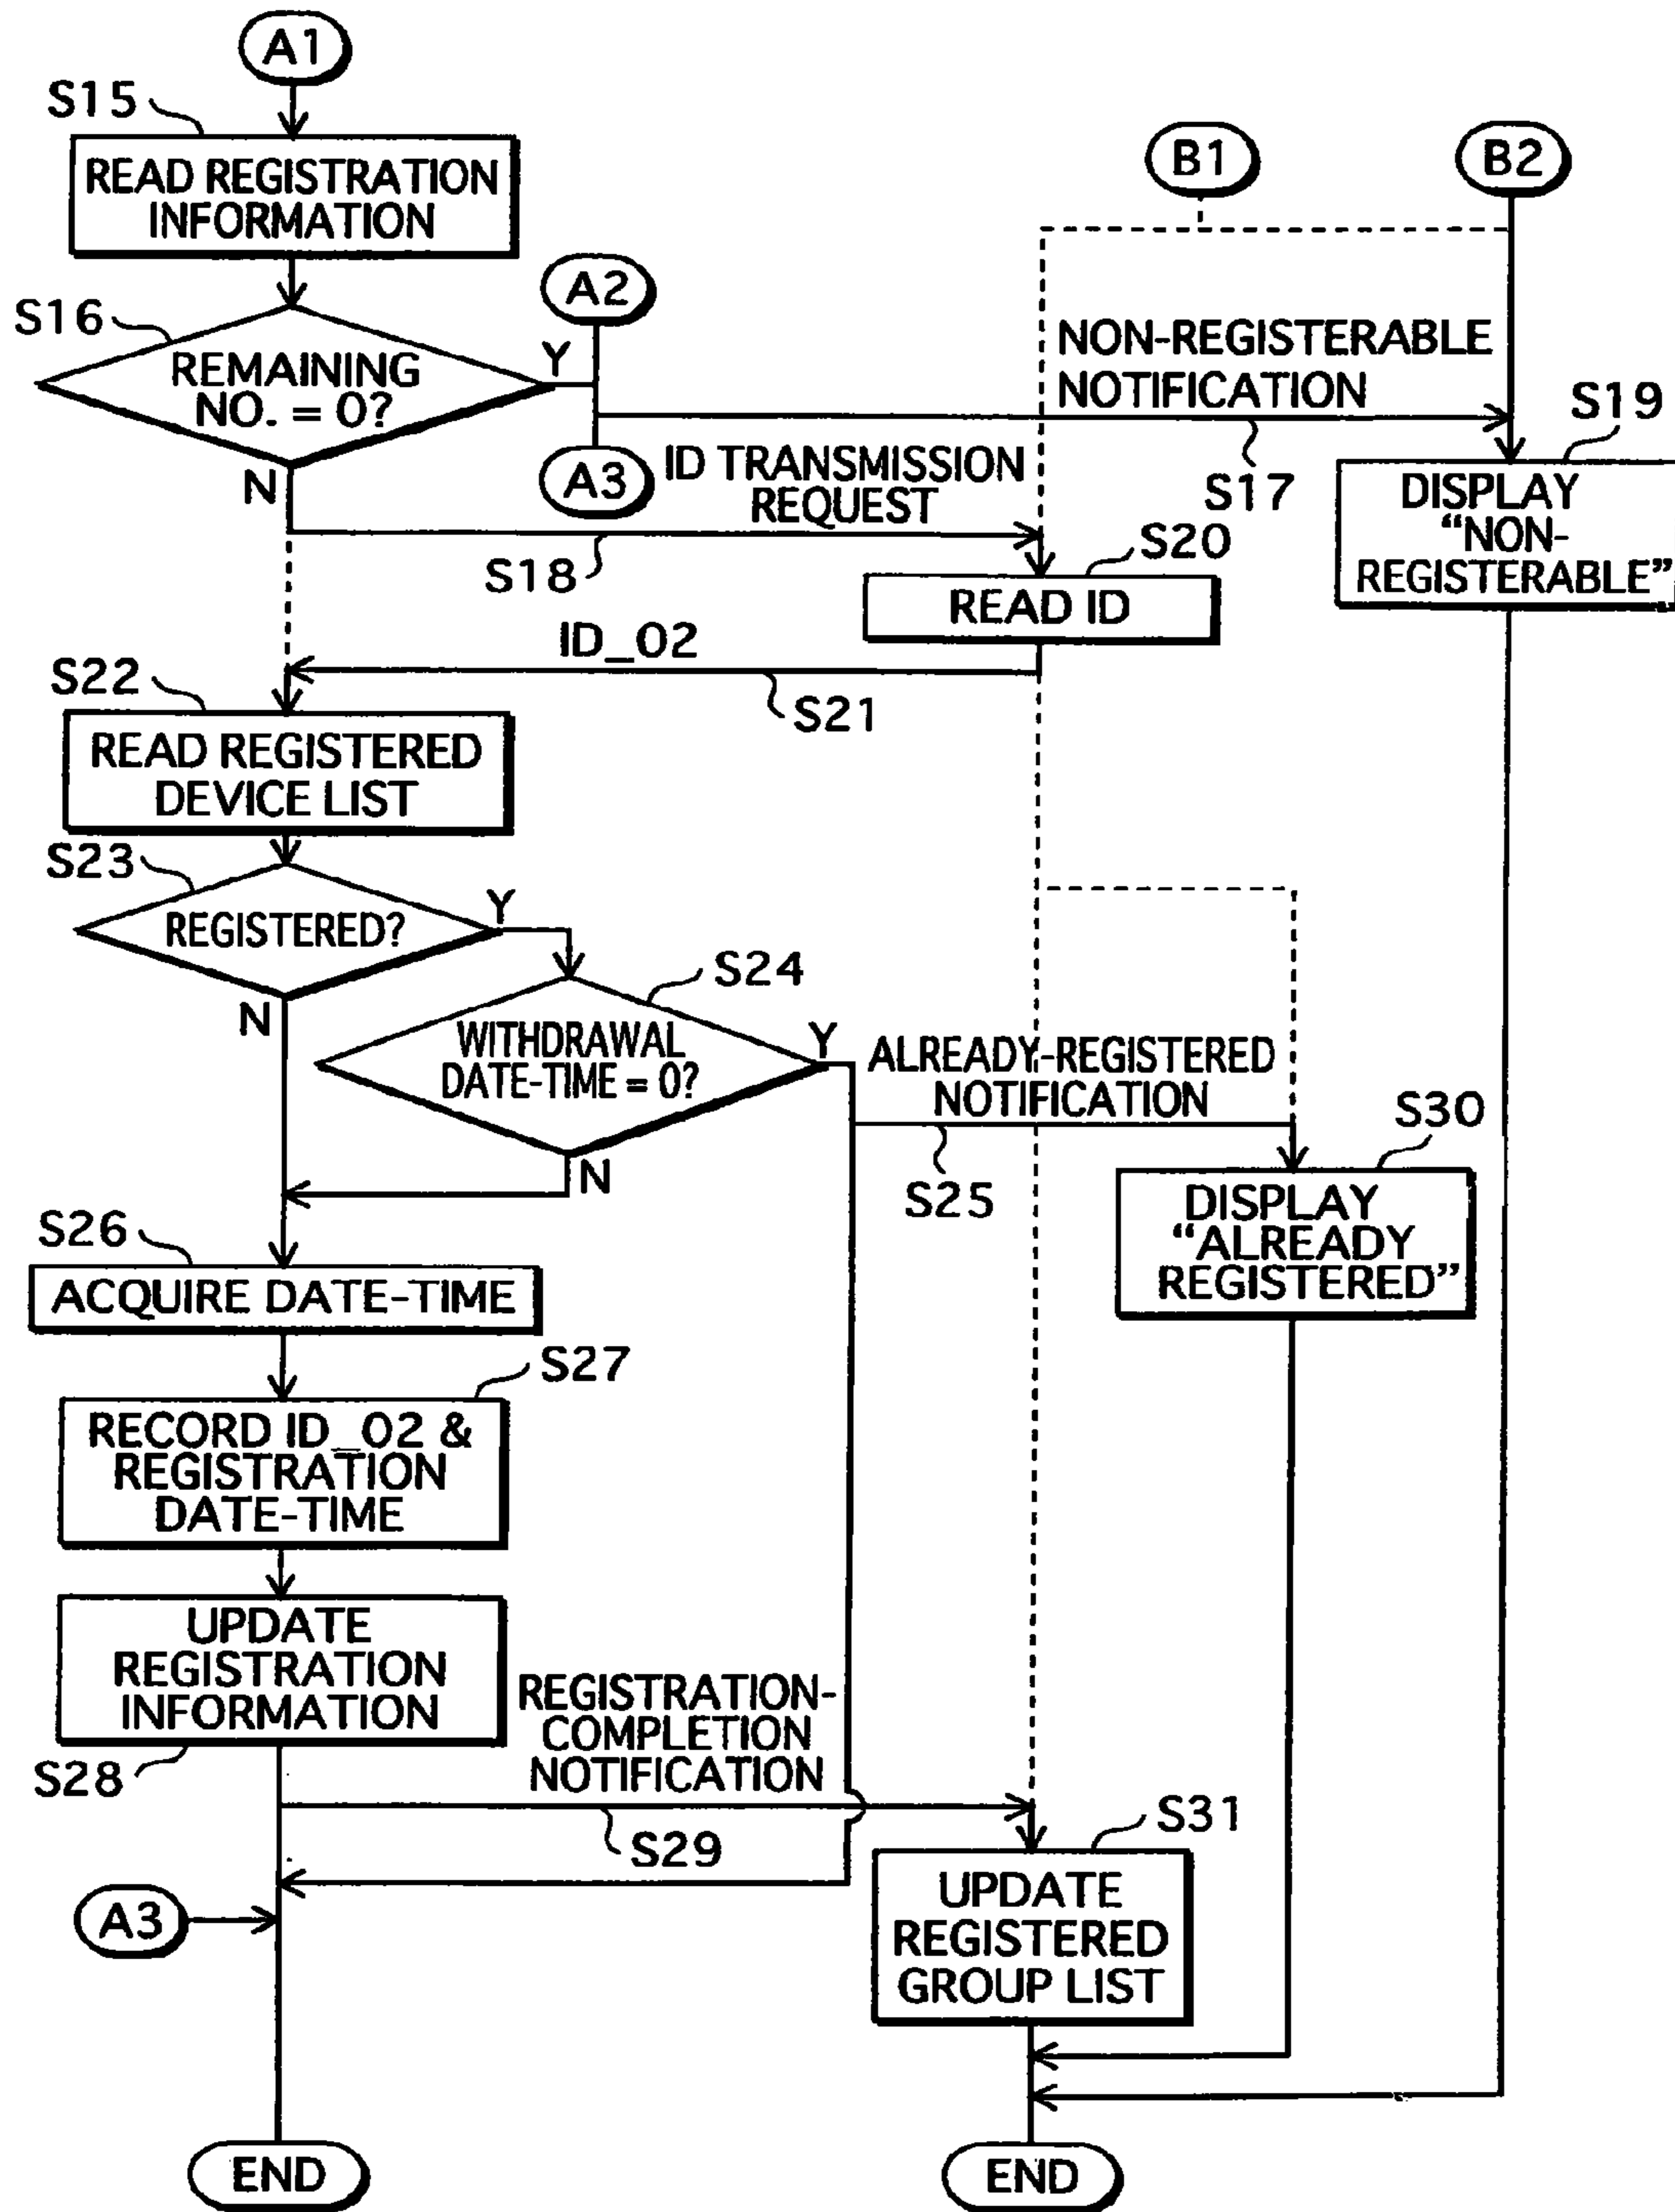 A1
S15
READ REGISTRATION
INFORMATION
B1
B2
A2
S16
REMAINING
NO. = 0?
Y
N
A3
NON-REGISTERABLE
NOTIFICATION
S17
S19
DISPLAY
“NON-
REGISTERABLE”
ID TRANSMISSION
REQUEST
S18
S20
READ ID
ID_02
S21
S22
READ REGISTERED
DEVICE LIST
S23
REGISTERED?
Y
N
S24
WITHDRAWAL
DATE-TIME = 0?
Y
N
ALREADY-REGISTERED
NOTIFICATION
S25
S30
DISPLAY
“ALREADY
REGISTERED”
S26
ACQUIRE DATE-TIME
S27
RECORD ID_02 &
REGISTRATION
DATE-TIME
UPDATE
REGISTRATION
INFORMATION
S28
REGISTRATION-
COMPLETION
NOTIFICATION
S29
S31
UPDATE
REGISTERED
GROUP LIST
A3
END
END